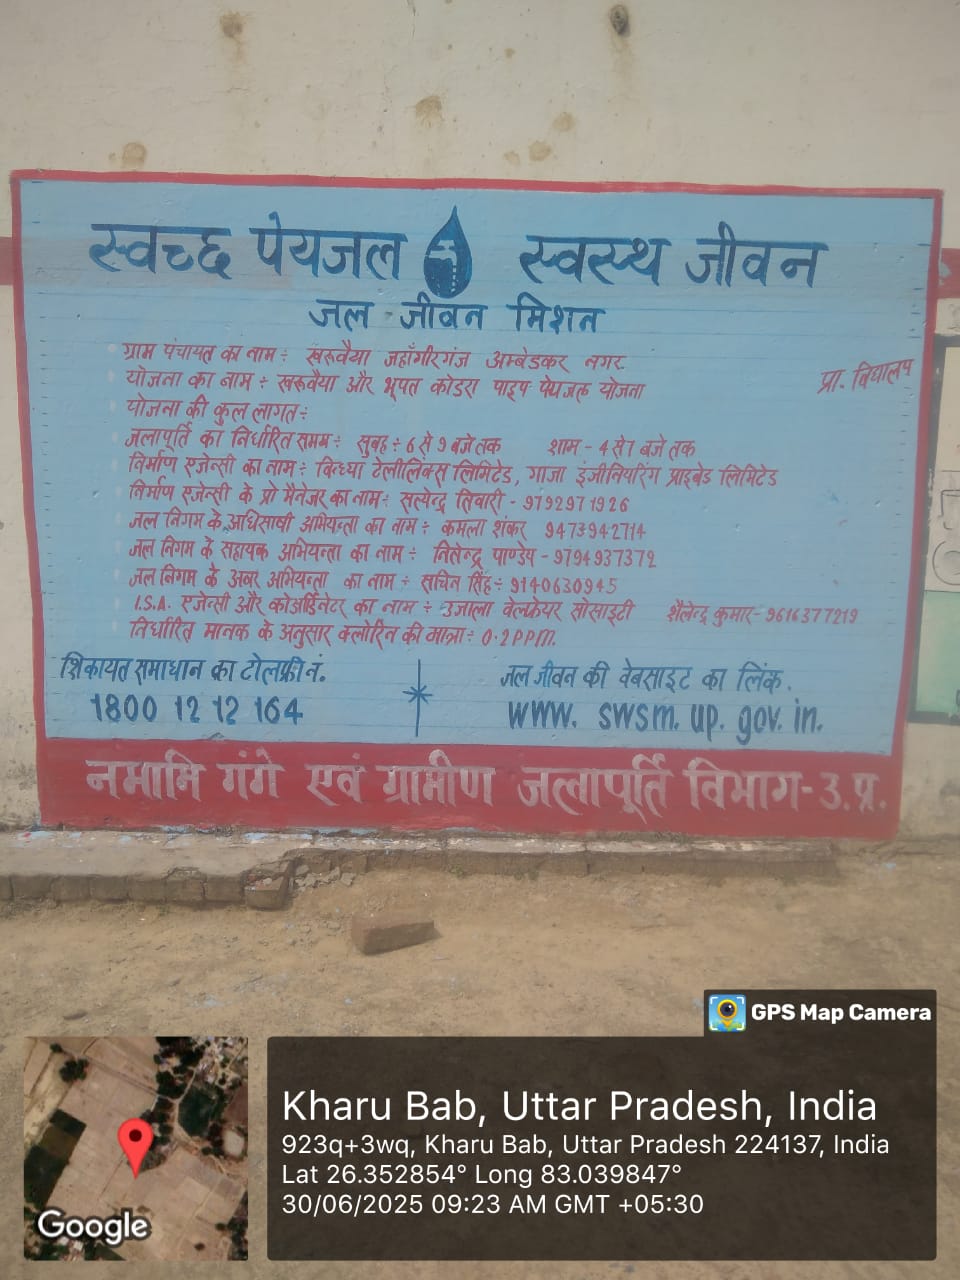 स्वच्छ पेयजल स्वस्थ जीवन
जल जीवन मिशन
ग्राम पंचायत का नाम ÷ खरूवैया जहाँगीरगंज अम्बेडकर नगर.
प्रा. विद्यालय
योजना का नाम ÷ खरूवैया और भूपत कोडरा पाइप पेयजल योजना
योजना की कुल लागत ÷
जलापूर्ति का निर्धारित समय ÷ सुबह ÷ 6 से 9 बजे तक शाम - 4 से 7 बजे तक
निर्माण एजेन्सी का नाम ÷ विन्ध्या टेलीलिंक्स लिमिटेड, गाजा इंजीनियरिंग प्राइवेड लिमिटेड
निर्माण एजेन्सी के प्रो मैनेजर का नाम ÷ सत्येन्द्र तिवारी - 9792971926
जल निगम के अधिसाषी अभियन्ता का नाम ÷ कमला शंकर 9473942714
जल निगम के सहायक अभियन्ता का नाम ÷ जितेन्द्र पाण्डेय - 9794937372
जल निगम के अवर अभियन्ता का नाम ÷ सचिन सिंह ÷ 9140630945
I.S.A. एजेन्सी और कोआर्डिनेटर का नाम ÷ उजाला वेलफेयर सोसाइटी शैलेन्द्र कुमार - 9616377219
निर्धारित मानक के अनुसार क्लोरिन की मात्रा ÷ 0.2 PPM.
शिकायत समाधान का टोलफ्री नं.
1800 12 12 164
जल जीवन की वेबसाइट का लिंक.
www. swsm. up. gov. in.
नमामि गंगे एवं ग्रामीण जलापूर्ति विभाग - उ.प्र.
GPS Map Camera
Kharu Bab, Uttar Pradesh, India
923q+3wq, Kharu Bab, Uttar Pradesh 224137, India
Lat 26.352854° Long 83.039847°
30/06/2025 09:23 AM GMT +05:30
Google